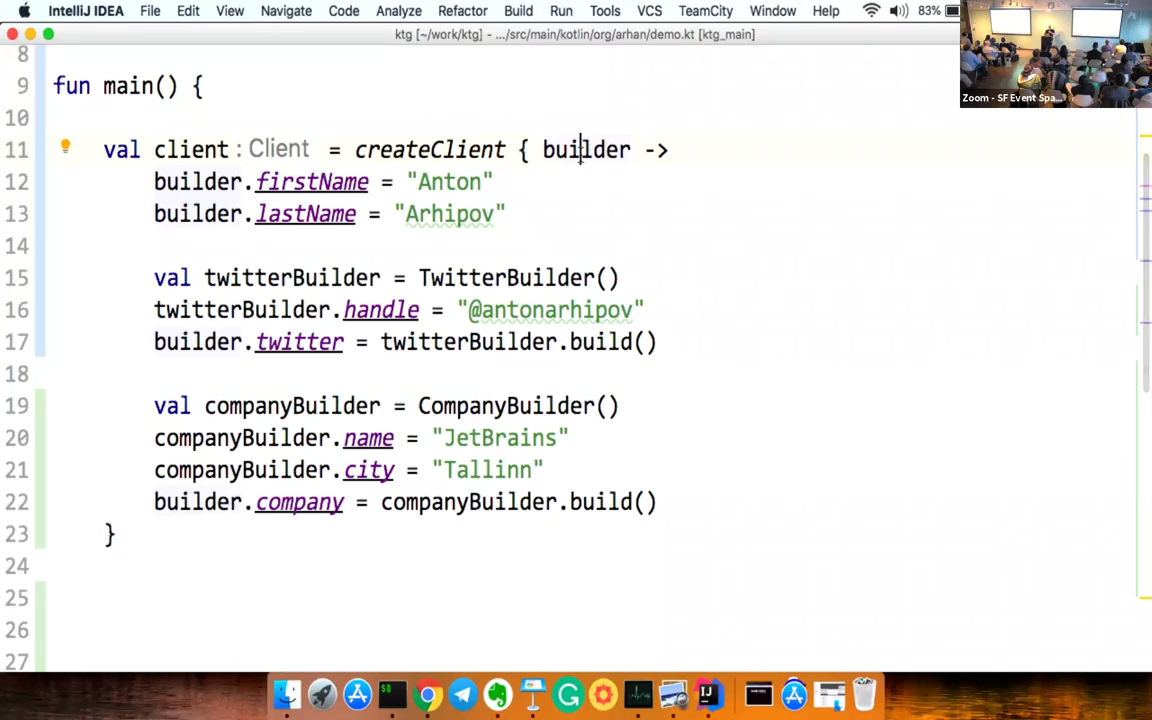 IntelliJ IDEA File Edit View Navigate Code Analyze Refactor Build Run Tools VCS TeamCity Window Help 83%
ktg [~/work/ktg] - .../src/main/kotlin/org/arhan/demo.kt [ktg_main]
Zoom - SF Event Spa...
8
9 fun main() {
10
11 val client : Client = createClient { builder ->
12 builder.firstName = "Anton"
13 builder.lastName = "Arhipov"
14
15 val twitterBuilder = TwitterBuilder()
16 twitterBuilder.handle = "@antonarhipov"
17 builder.twitter = twitterBuilder.build()
18
19 val companyBuilder = CompanyBuilder()
20 companyBuilder.name = "JetBrains"
21 companyBuilder.city = "Tallinn"
22 builder.company = companyBuilder.build()
23 }
24
25
26
27